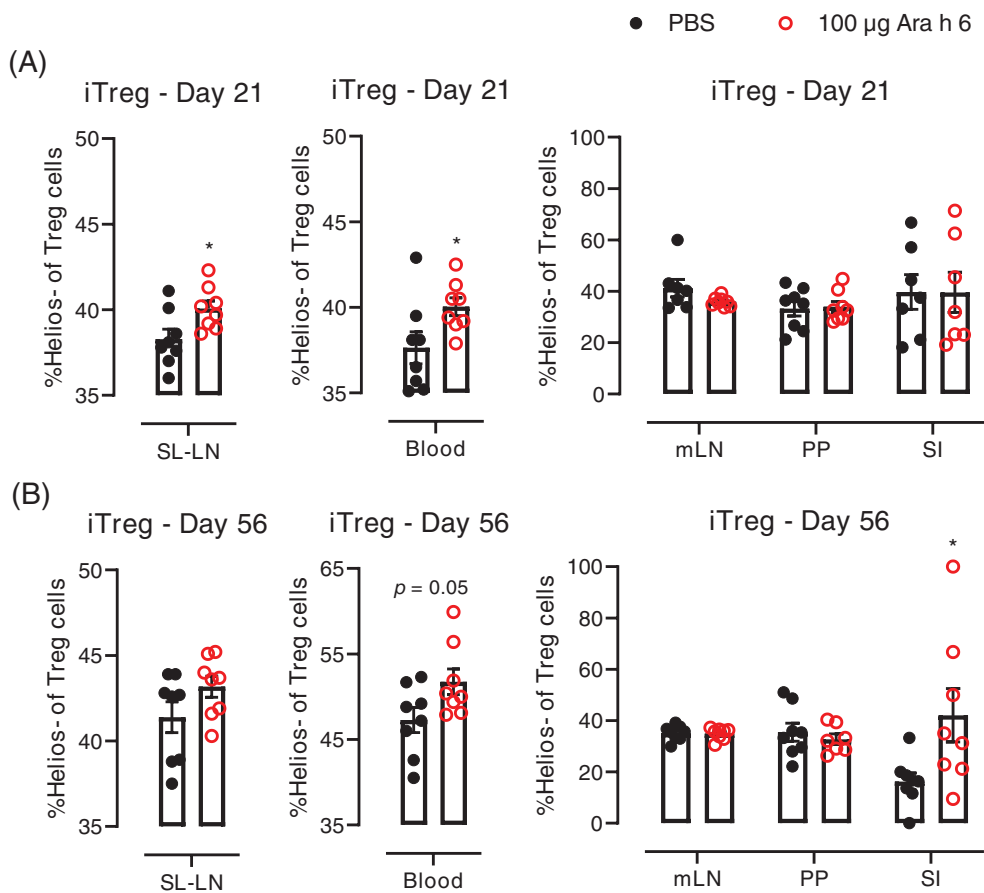 PBS 100 µg Ara h 6
(A)
iTreg - Day 21
%Helios- of Treg cells
50
45
40
35
*
SL-LN
iTreg - Day 21
%Helios- of Treg cells
50
45
40
35
*
Blood
iTreg - Day 21
%Helios- of Treg cells
100
80
60
40
20
0
mLN PP SI
(B)
iTreg - Day 56
%Helios- of Treg cells
50
45
40
35
SL-LN
iTreg - Day 56
%Helios- of Treg cells
65
55
45
35
p = 0.05
Blood
iTreg - Day 56
%Helios- of Treg cells
100
80
60
40
20
0
*
mLN PP SI